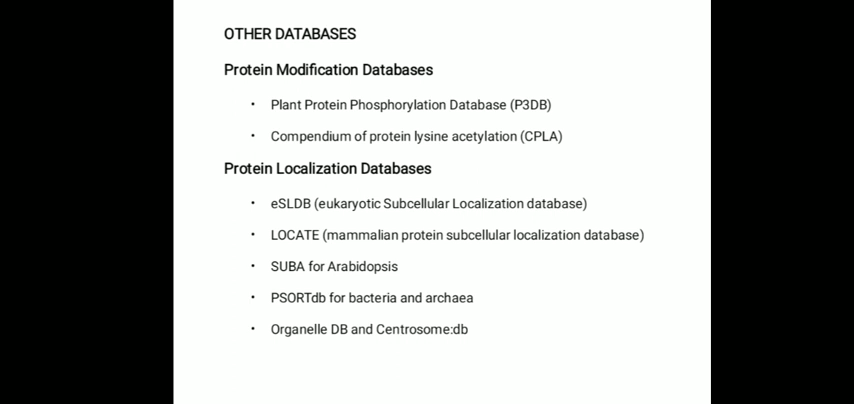 OTHER DATABASES
Protein Modification Databases
• Plant Protein Phosphorylation Database (P3DB)
• Compendium of protein lysine acetylation (CPLA)
Protein Localization Databases
• eSLDB (eukaryotic Subcellular Localization database)
• LOCATE (mammalian protein subcellular localization database)
• SUBA for Arabidopsis
• PSORTdb for bacteria and archaea
• Organelle DB and Centrosome:db